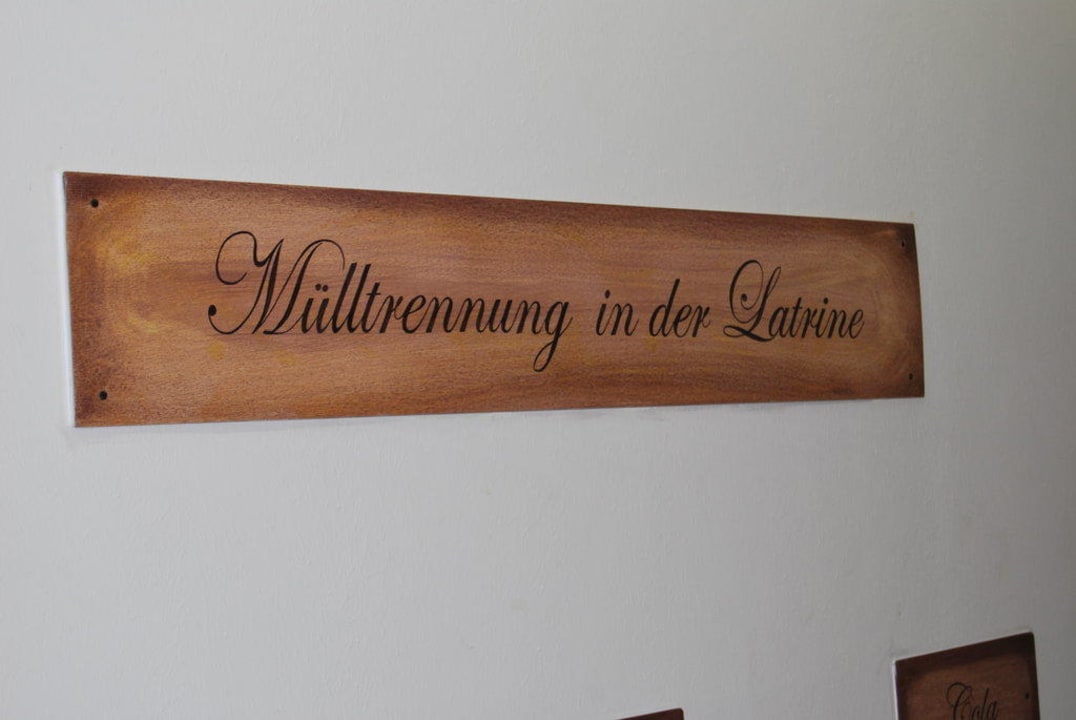 Mülltrennung in der Latrine
Cola